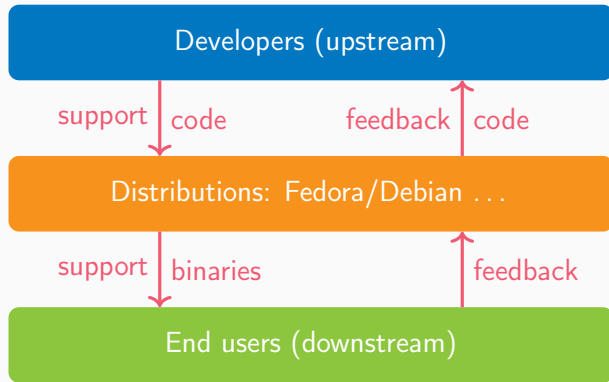 Developers (upstream)
support code feedback code
Distributions: Fedora/Debian ...
support binaries feedback
End users (downstream)